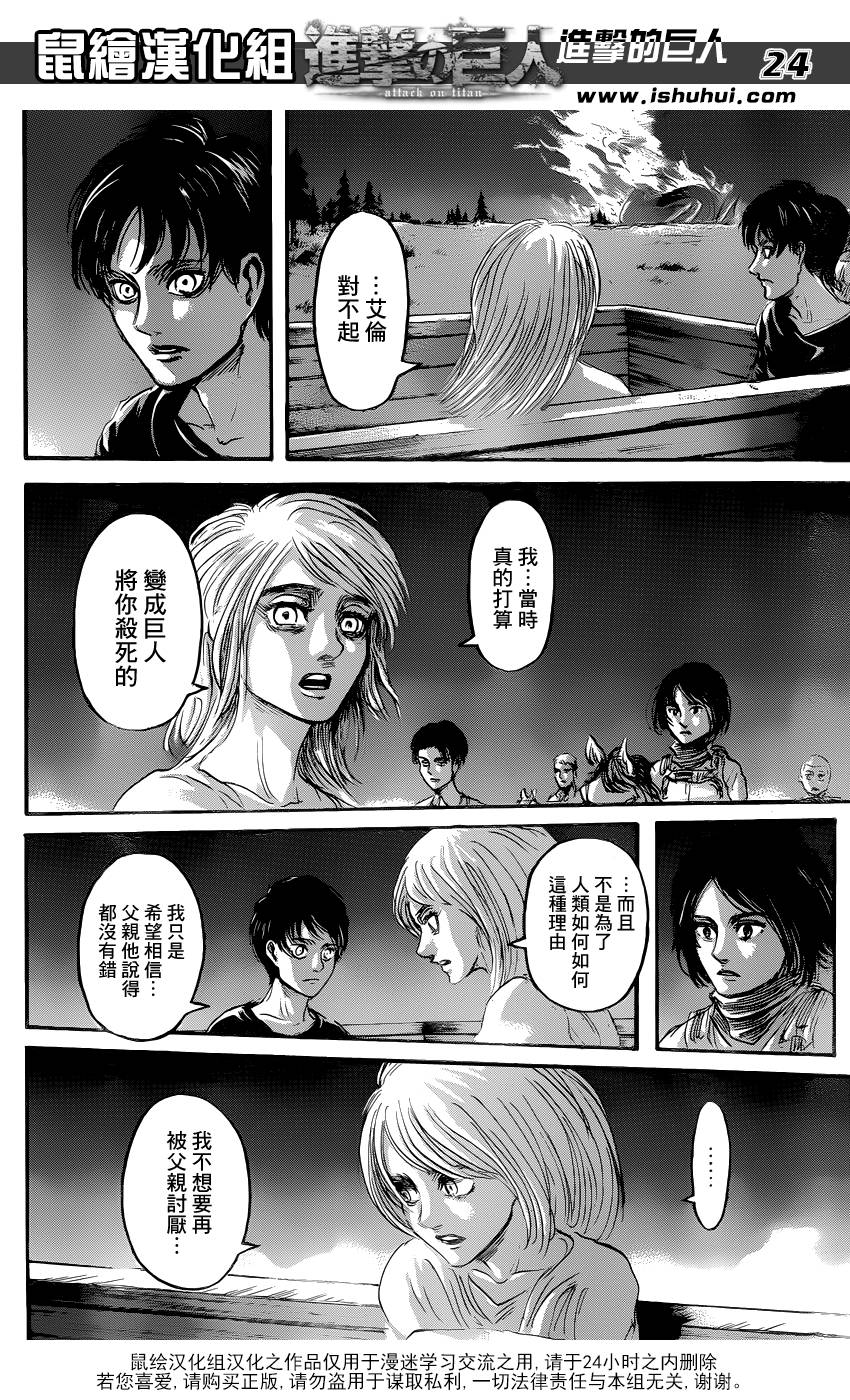 鼠繪漢化組
進撃の巨人
attack on titan
進擊的巨人
24
www.ishuhui.com
…艾倫
對不起
我…當時
真的打算
變成巨人
將你殺死的
…而且
不是為了
人類如何如何
這種理由
我只是
希望相信…
父親他說得
都沒有錯
……
我不想要再
被父親討厭…
鼠绘汉化组汉化之作品仅用于漫迷学习交流之用,请于24小时之内删除
若您喜爱,请购买正版,请勿盗用于谋取私利,一切法律责任与本组无关,谢谢。